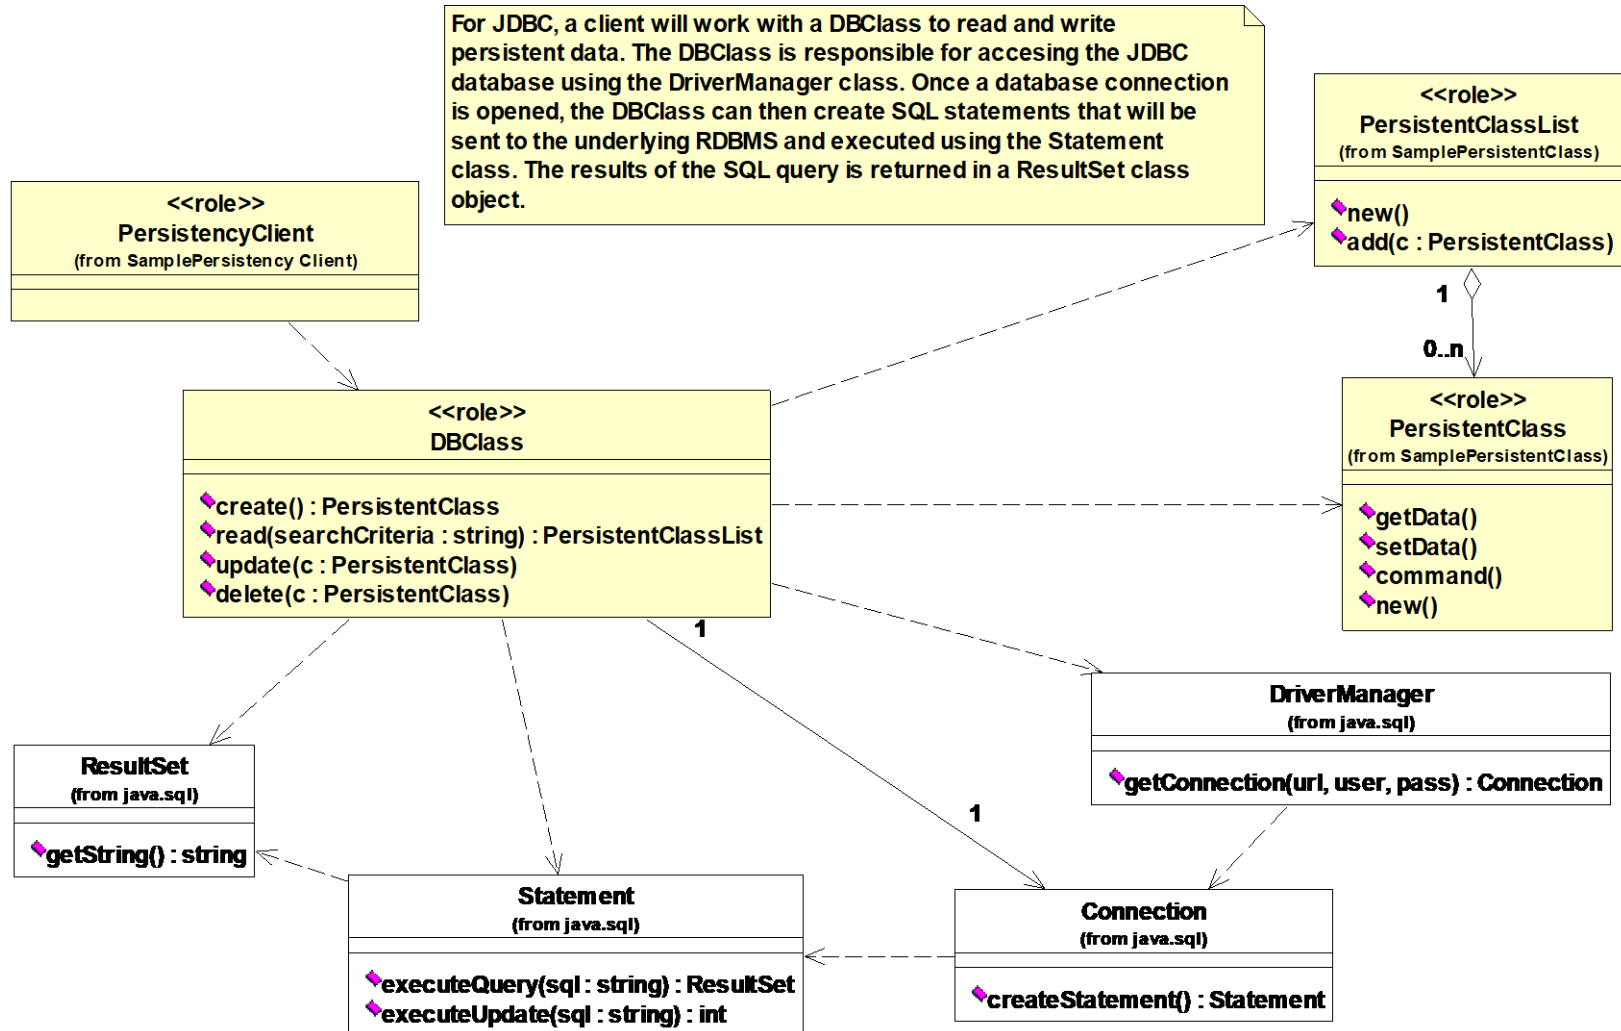 For JDBC, a client will work with a DBClass to read and write
persistent data. The DBClass is responsible for accesing the JDBC
database using the DriverManager class. Once a database connection
is opened, the DBClass can then create SQL statements that will be
sent to the underlying RDBMS and executed using the Statement
class. The results of the SQL query is returned in a ResultSet class
object.
<<role>>
PersistentClassList
(from SamplePersistentClass)
new()
add(c : PersistentClass)
<<role>>
PersistencyClient
(from SamplePersistency Client)
1
0..n
<<role>>
DBClass
create() : PersistentClass
read(searchCriteria : string) : PersistentClassList
update(c : PersistentClass)
delete(c : PersistentClass)
<<role>>
PersistentClass
(from SamplePersistentClass)
getData()
setData()
command()
new()
1
1
DriverManager
(from java.sql)
getConnection(url, user, pass) : Connection
ResultSet
(from java.sql)
getString() : string
Statement
(from java.sql)
executeQuery(sql : string) : ResultSet
executeUpdate(sql : string) : int
Connection
(from java.sql)
createStatement() : Statement